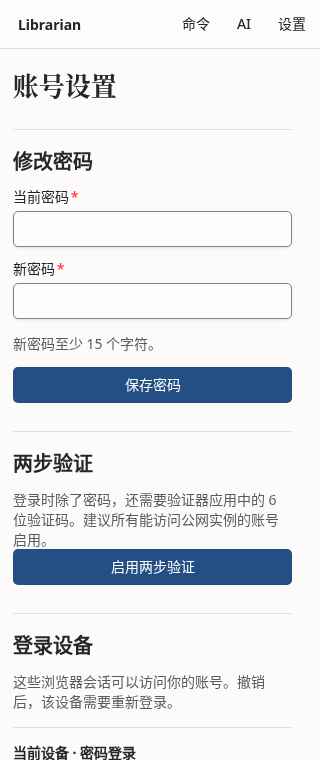 Librarian
命令
AI
设置
账号设置
修改密码
当前密码*
新密码*
新密码至少 15 个字符。
保存密码
两步验证
登录时除了密码，还需要验证器应用中的 6
位验证码。建议所有能访问公网实例的账号
启用。
启用两步验证
登录设备
这些浏览器会话可以访问你的账号。撤销
后，该设备需要重新登录。
当前设备 · 密码登录